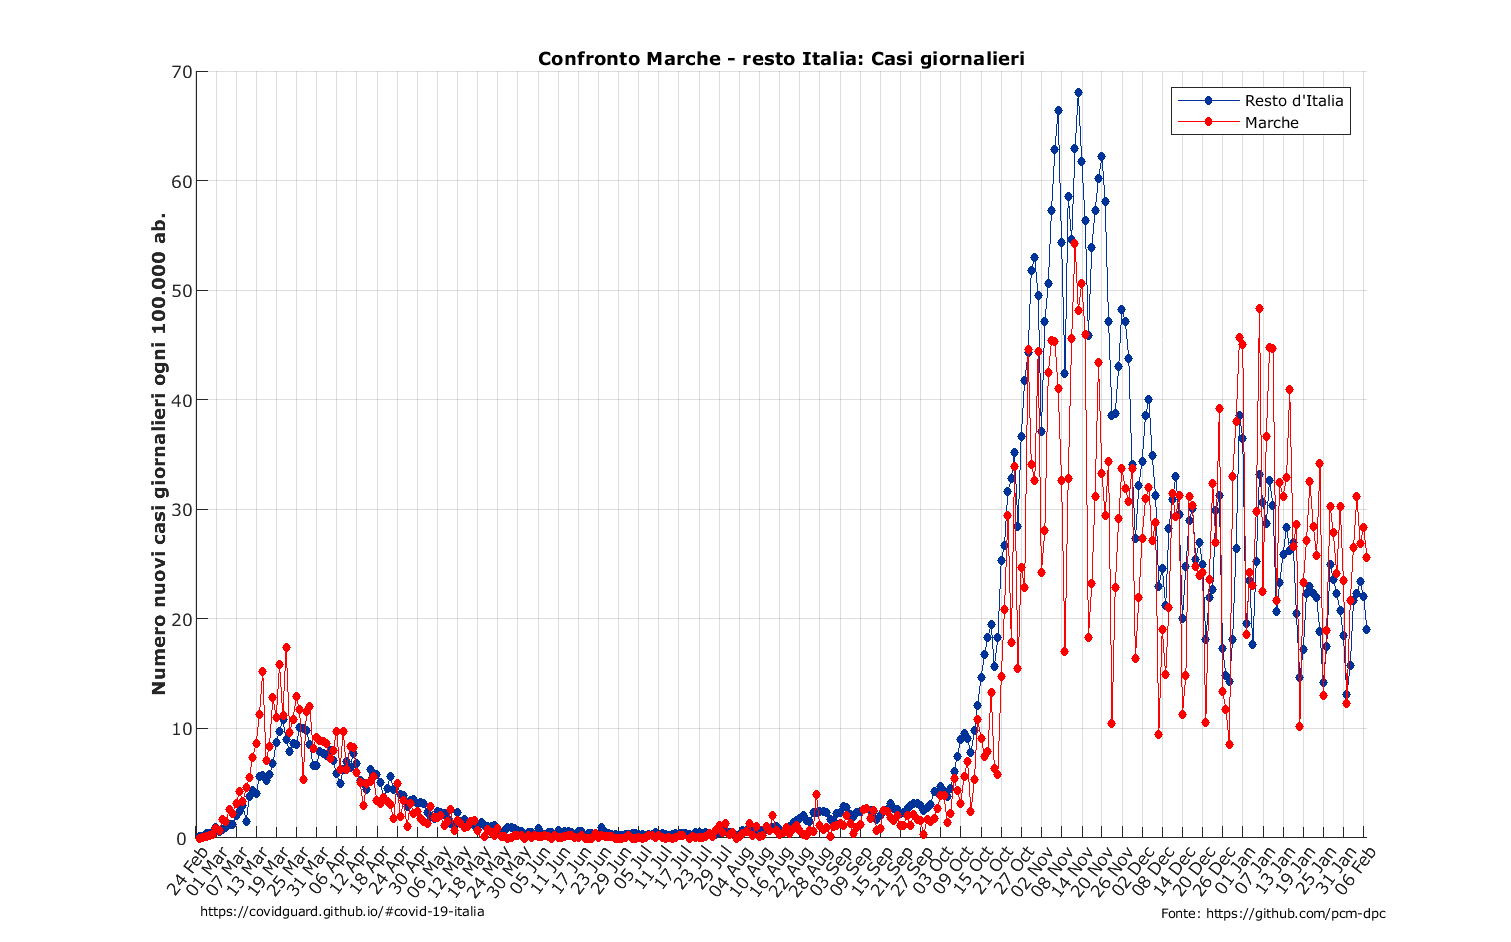 Confronto Marche - resto Italia: Casi giornalieri
Resto d'Italia
Marche
Numero nuovi casi giornalieri ogni 100.000 ab.
70
60
50
40
30
20
10
0
24 Feb
01 Mar
07 Mar
13 Mar
19 Mar
25 Mar
31 Mar
06 Apr
12 Apr
18 Apr
24 Apr
30 Apr
06 May
12 May
18 May
24 May
30 May
05 Jun
11 Jun
17 Jun
23 Jun
29 Jun
05 Jul
11 Jul
17 Jul
23 Jul
29 Jul
04 Aug
10 Aug
16 Aug
22 Aug
28 Aug
03 Sep
09 Sep
15 Sep
21 Sep
27 Sep
03 Oct
09 Oct
15 Oct
21 Oct
27 Oct
02 Nov
08 Nov
14 Nov
20 Nov
26 Nov
02 Dec
08 Dec
14 Dec
20 Dec
26 Dec
01 Jan
07 Jan
13 Jan
19 Jan
25 Jan
31 Jan
06 Feb
https://covidguard.github.io/#covid-19-italia
Fonte: https://github.com/pcm-dpc